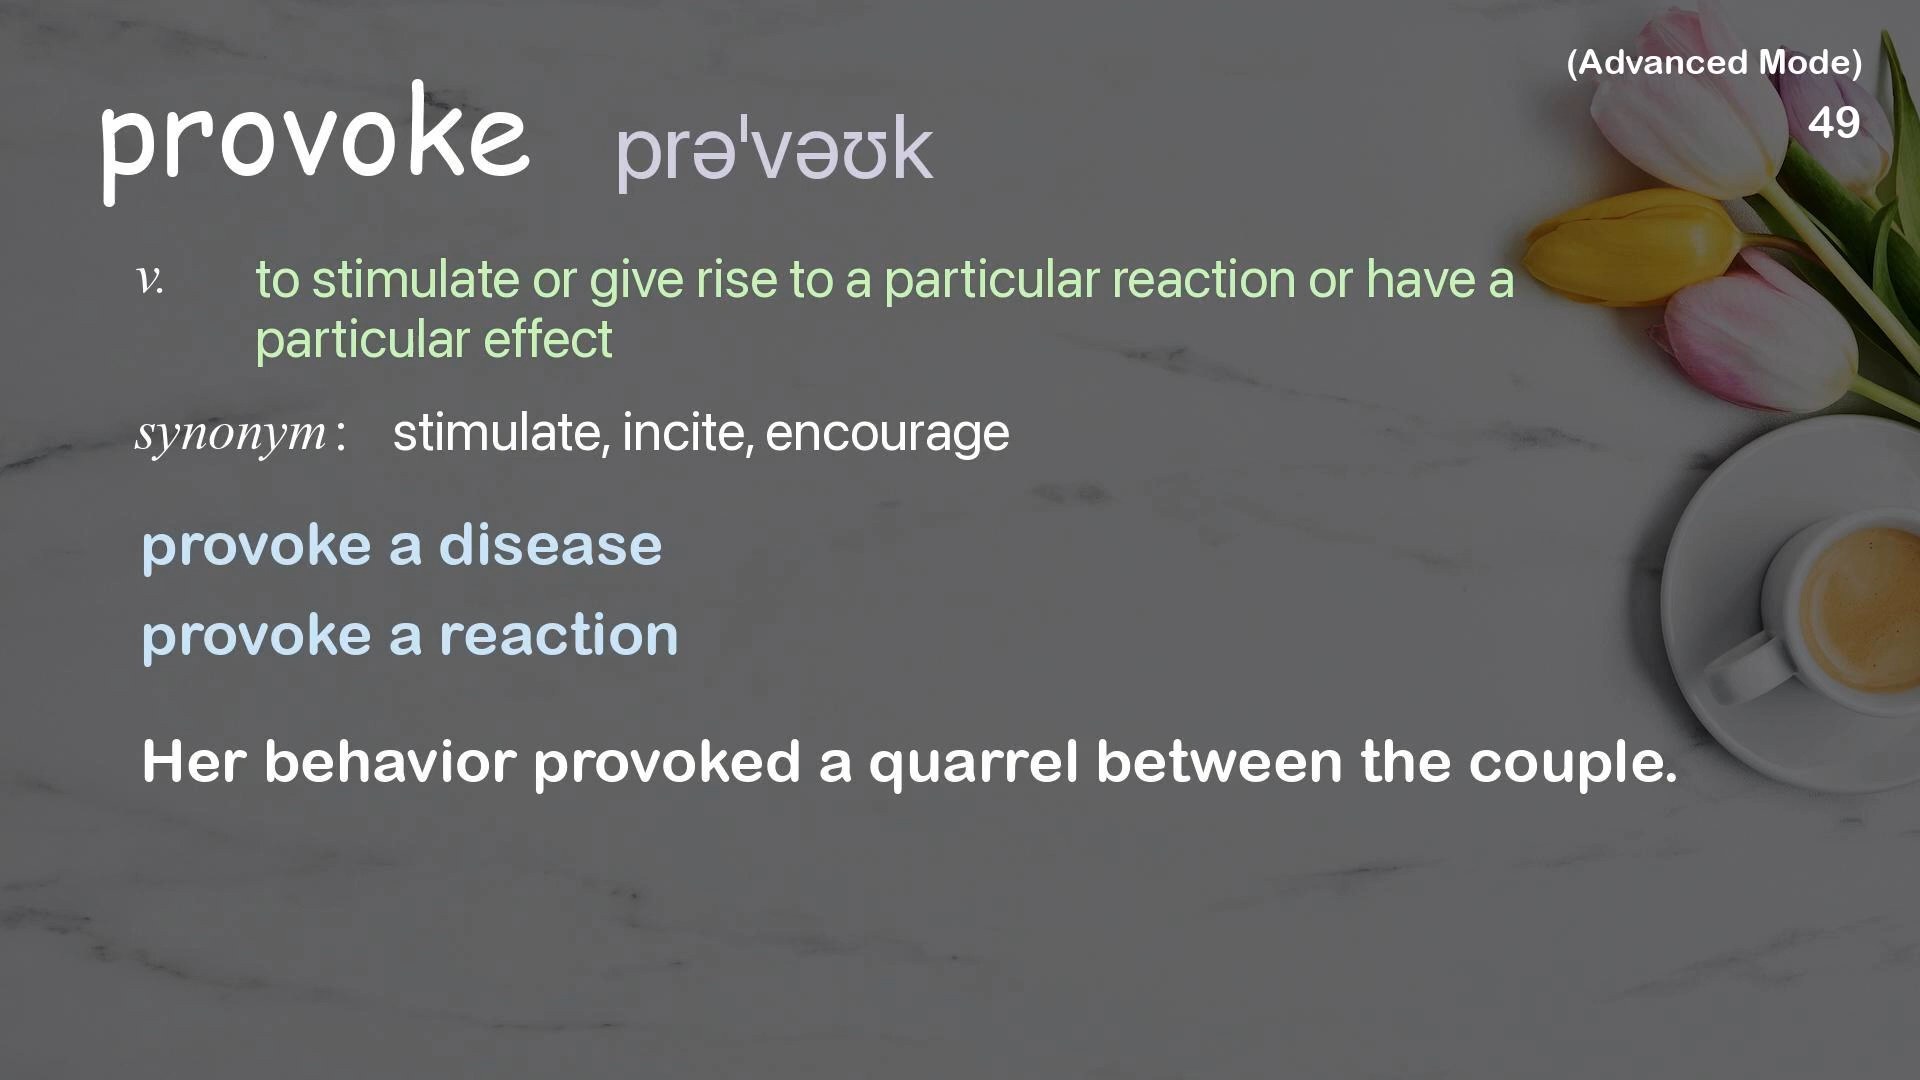 (Advanced Mode)
49
provoke prəˈvəʊk
v. to stimulate or give rise to a particular reaction or have a
particular effect
synonym : stimulate, incite, encourage
provoke a disease
provoke a reaction
Her behavior provoked a quarrel between the couple.